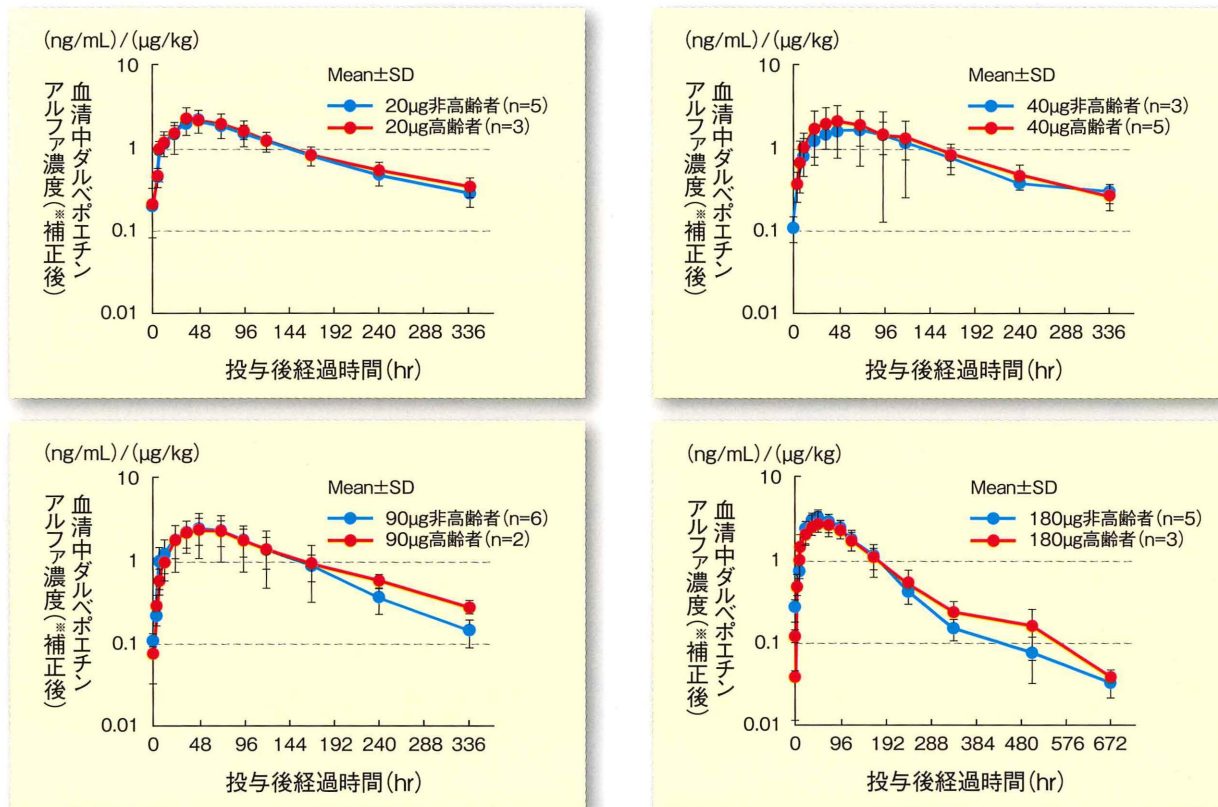 (ng/mL)/(μg/kg)
血清中ダルベポエチン
アルファ濃度(※補正後)
10
1
0.1
0.01
Mean±SD
20μg非高齢者(n=5)
20μg高齢者(n=3)
0 48 96 144 192 240 288 336
投与後経過時間(hr)
(ng/mL)/(μg/kg)
血清中ダルベポエチン
アルファ濃度(※補正後)
10
1
0.1
0.01
Mean±SD
40μg非高齢者(n=3)
40μg高齢者(n=5)
0 48 96 144 192 240 288 336
投与後経過時間(hr)
(ng/mL)/(μg/kg)
血清中ダルベポエチン
アルファ濃度(※補正後)
10
1
0.1
0.01
Mean±SD
90μg非高齢者(n=6)
90μg高齢者(n=2)
0 48 96 144 192 240 288 336
投与後経過時間(hr)
(ng/mL)/(μg/kg)
血清中ダルベポエチン
アルファ濃度(※補正後)
10
1
0.1
0.01
Mean±SD
180μg非高齢者(n=5)
180μg高齢者(n=3)
0 96 192 288 384 480 576 672
投与後経過時間(hr)